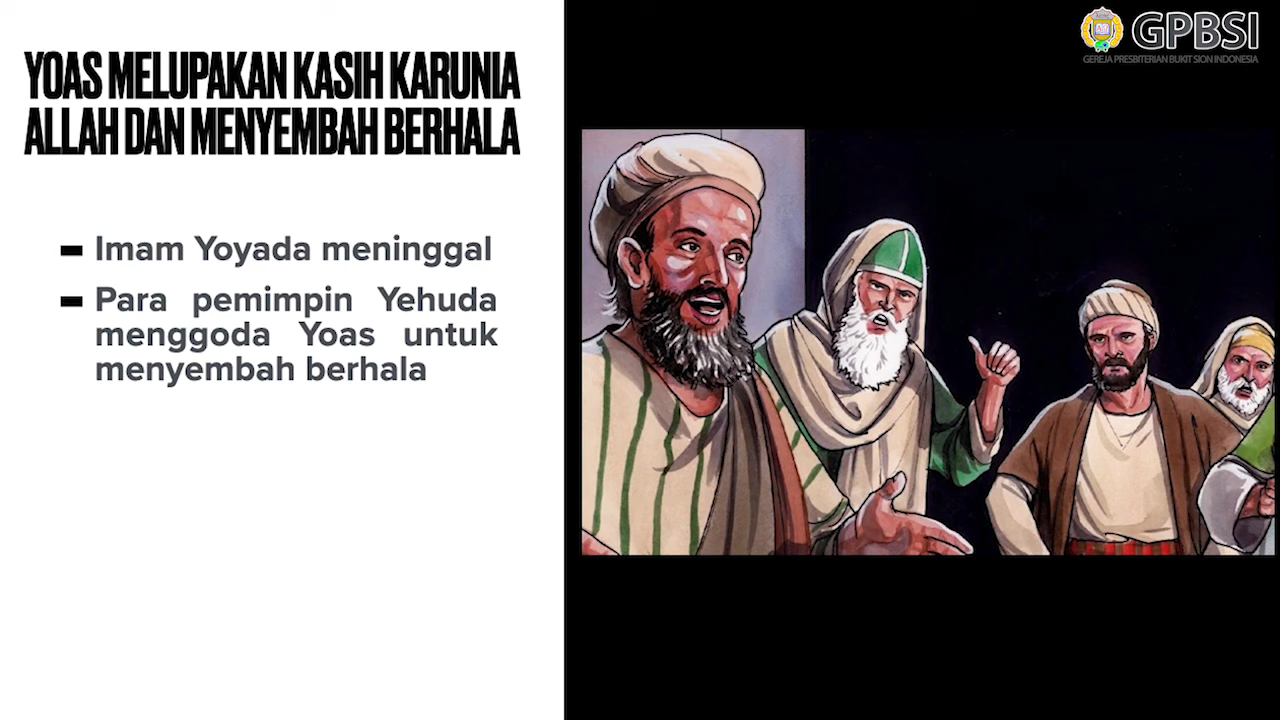 YOAS MELUPAKAN KASIH KARUNIA
ALLAH DAN MENYEMBAH BERHALA
Imam Yoyada meninggal
Para pemimpin Yehuda
menggoda Yoas untuk
menyembah berhala
GPBSI
GEREJA PRESBITERIAN BUKIT SION INDONESIA